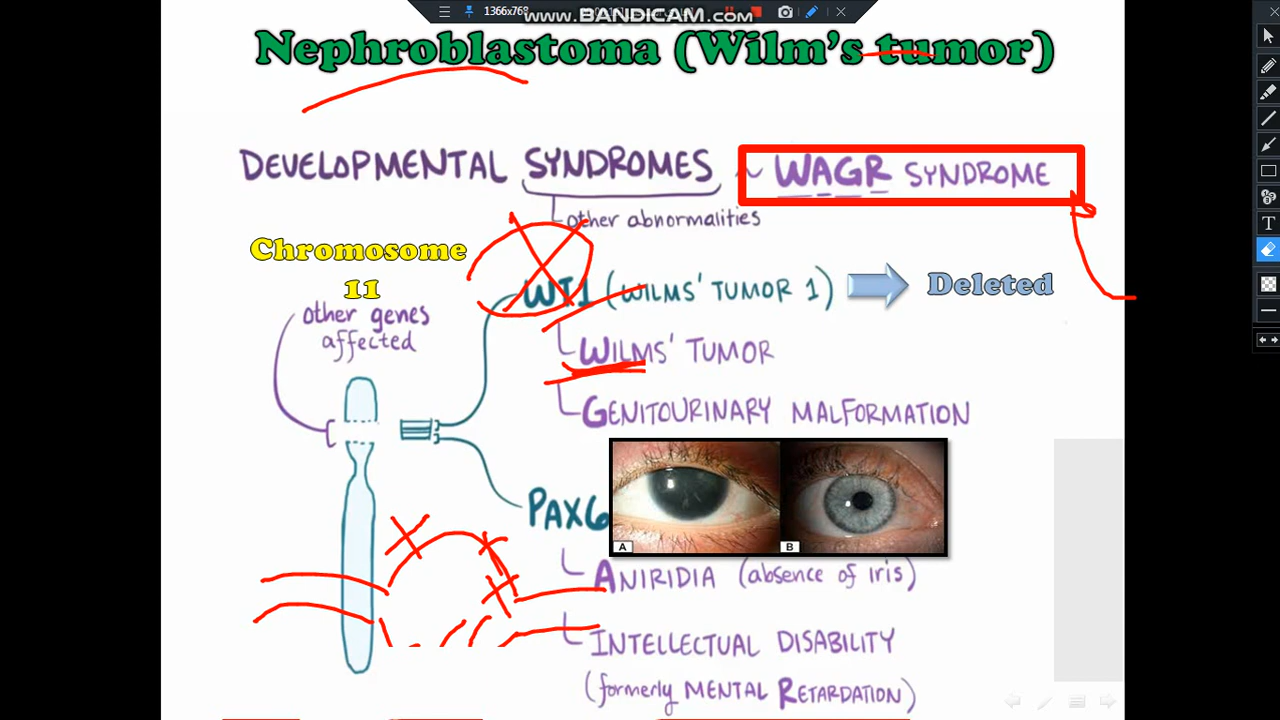 1366x768
www.BANDICAM.com
Nephroblastoma (Wilm's tumor)
DEVELOPMENTAL SYNDROMES ~ WAGR SYNDROME
other abnormalities
Chromosome
11
WT1 (WILMS' TUMOR 1) Deleted
other genes
affected
WILMS' TUMOR
GENITOURINARY MALFORMATION
PAX6
A B
ANIRIDIA (absence of iris)
INTELLECTUAL DISABILITY
(formerly MENTAL RETARDATION)